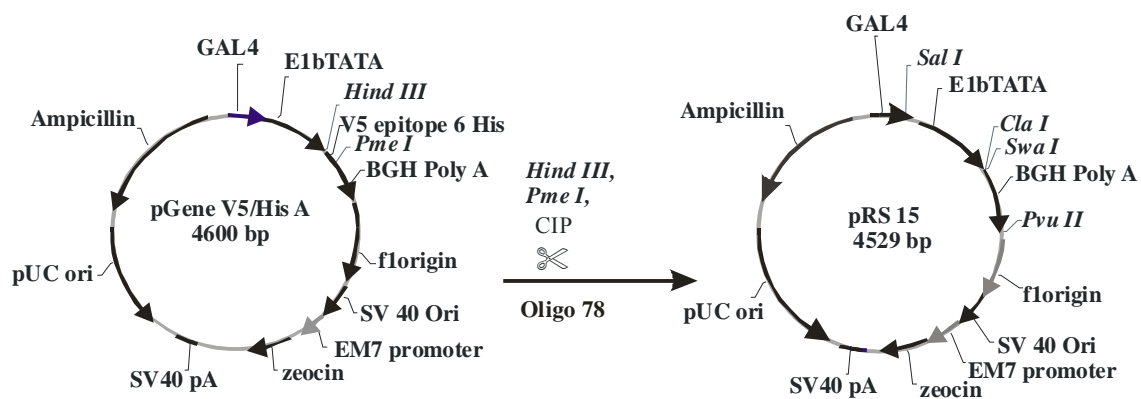 GAL4
E1bTATA
Hind III
V5 epitope 6 His
Pme I
BGH Poly A
Ampicillin
pGene V5/His A
4600 bp
pUC ori
f1origin
SV 40 Ori
EM7 promoter
zeocin
SV40 pA
Hind III,
Pme I,
CIP
Oligo 78
GAL4
Sal I
E1bTATA
Cla I
Swa I
BGH Poly A
Ampicillin
Pvu II
pRS 15
4529 bp
pUC ori
f1origin
SV 40 Ori
EM7 promoter
zeocin
SV40 pA